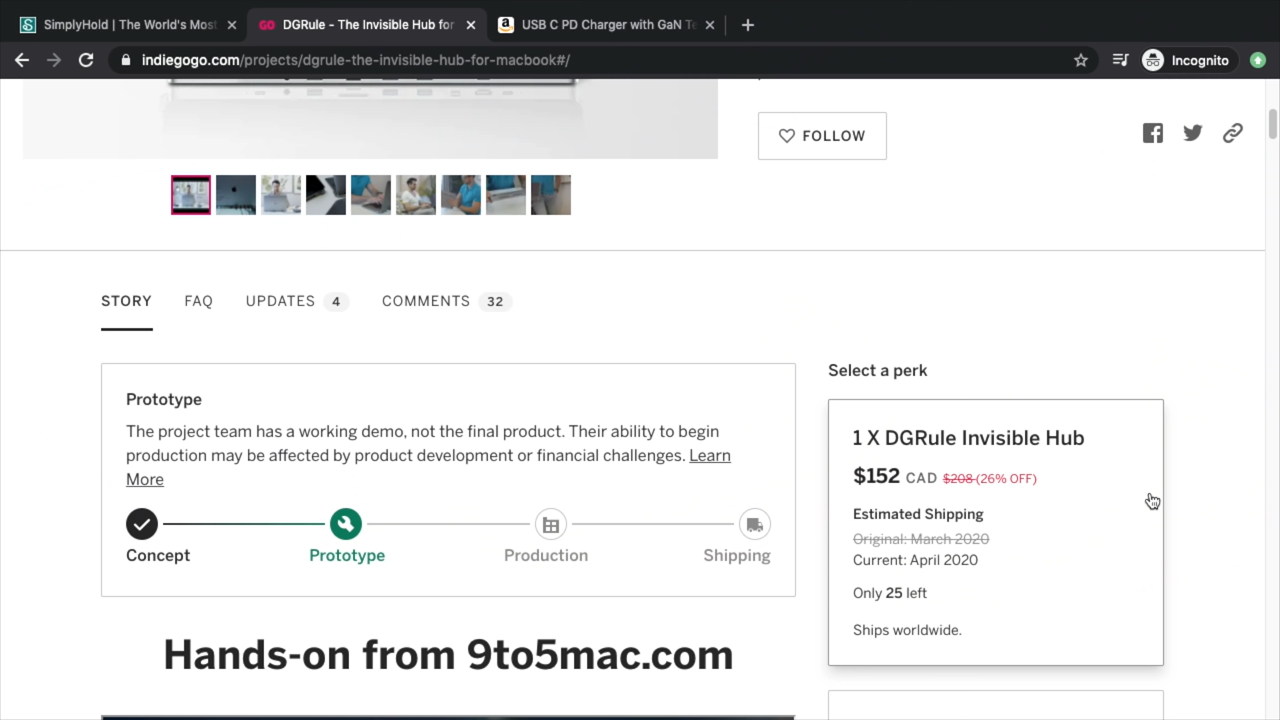 SimplyHold | The World's Most
GO DGRule - The Invisible Hub for
USB C PD Charger with GaN Te
indiegogo.com/projects/dgrule-the-invisible-hub-for-macbook#/
Incognito
FOLLOW
STORY FAQ UPDATES 4 COMMENTS 32
Prototype
The project team has a working demo, not the final product. Their ability to begin
production may be affected by product development or financial challenges. Learn
More
Concept Prototype Production Shipping
Hands-on from 9to5mac.com
Select a perk
1 X DGRule Invisible Hub
$152 CAD $208 (26% OFF)
Estimated Shipping
Original: March 2020
Current: April 2020
Only 25 left
Ships worldwide.